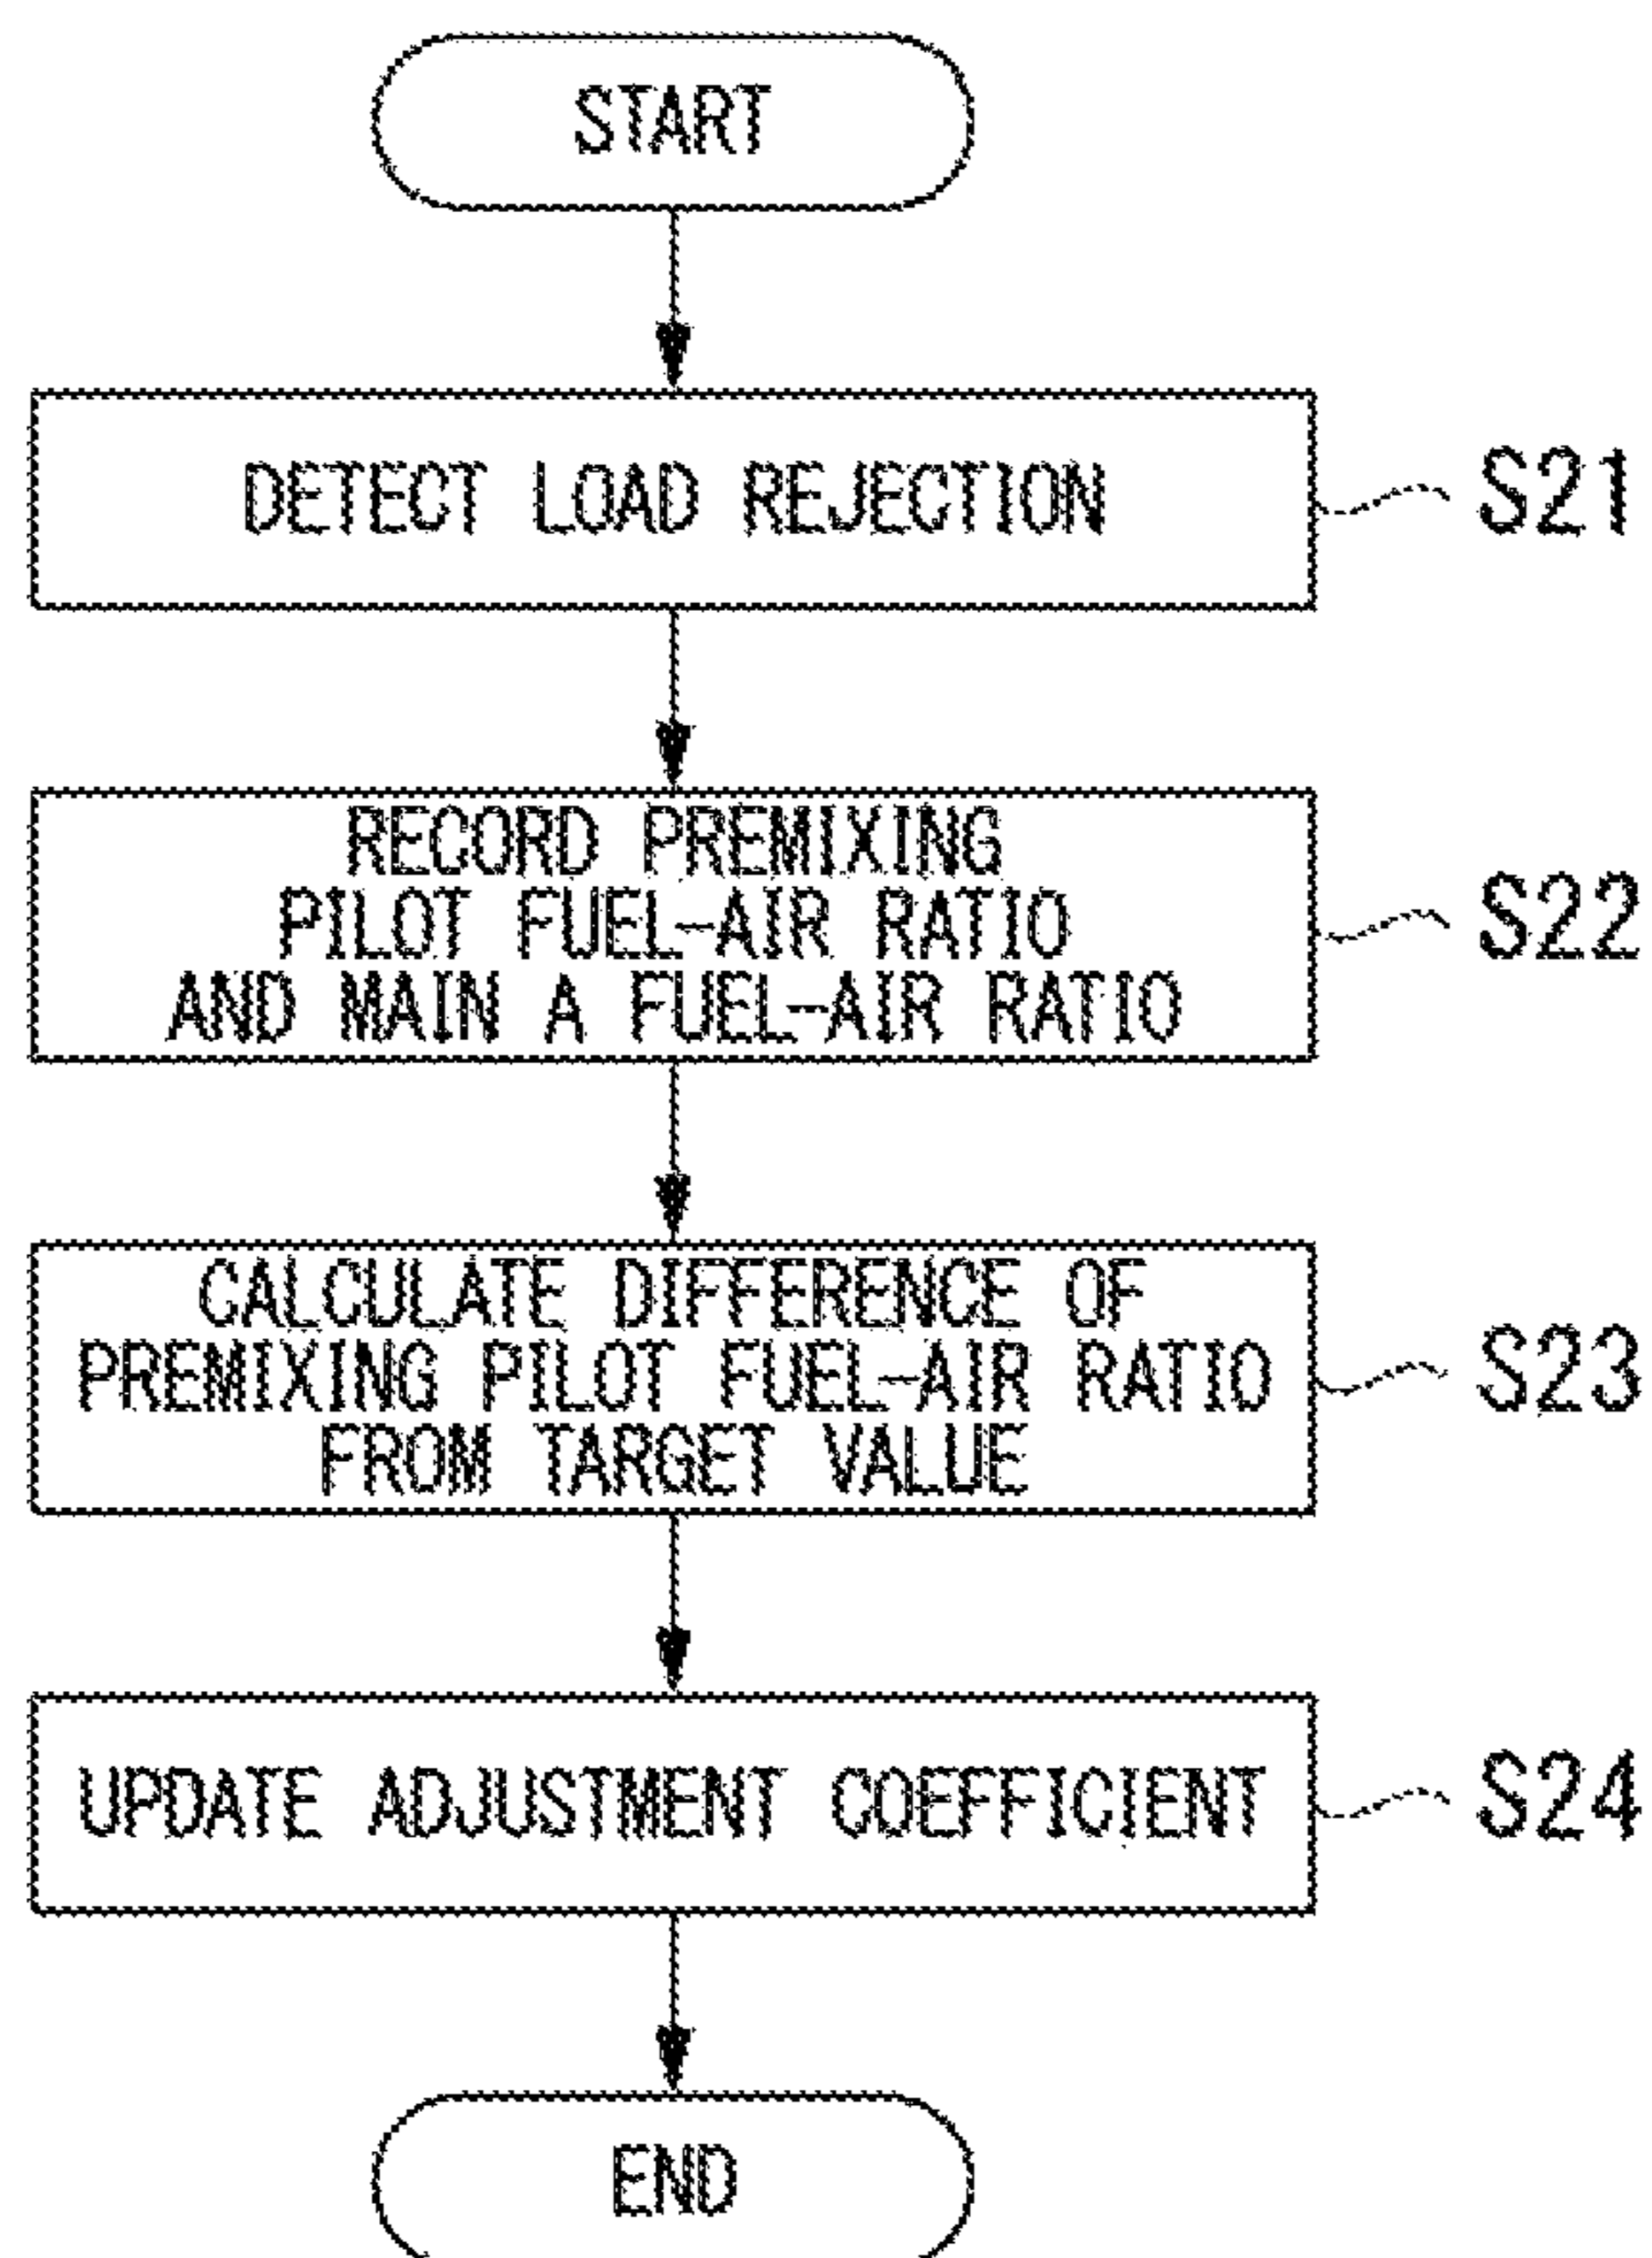 START
DETECT LOAD REJECTION
S21
RECORD PREMIXING
PILOT FUEL-AIR RATIO
AND MAIN A FUEL-AIR RATIO
S22
CALCULATE DIFFERENCE OF
PREMIXING PILOT FUEL-AIR RATIO
FROM TARGET VALUE
S23
UPDATE ADJUSTMENT COEFFICIENT
S24
END